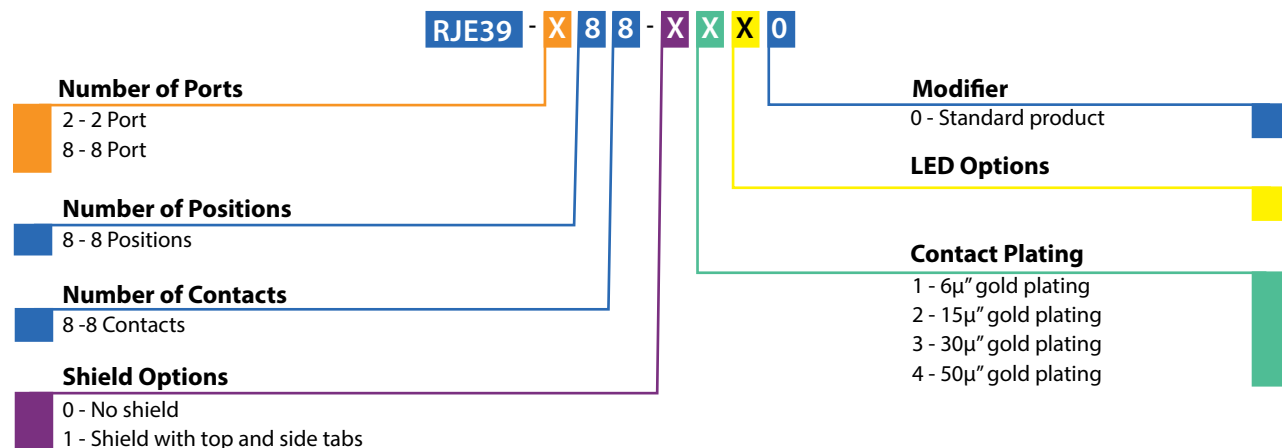 RJE39 - X 8 8 - X X X 0
Number of Ports
2 - 2 Port
8 - 8 Port
Number of Positions
8 - 8 Positions
Number of Contacts
8 -8 Contacts
Shield Options
0 - No shield
1 - Shield with top and side tabs
Modifier
0 - Standard product
LED Options
Contact Plating
1 - 6µ” gold plating
2 - 15µ” gold plating
3 - 30µ” gold plating
4 - 50µ” gold plating